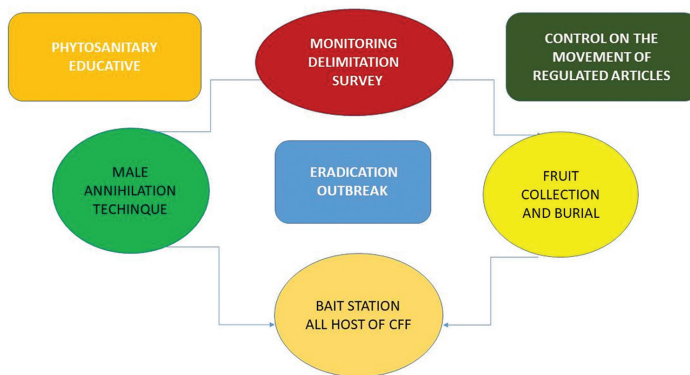 PHYTOSANITARY
EDUCATIVE
MONITORING
DELIMITATION
SURVEY
CONTROL ON THE
MOVEMENT OF
REGULATED ARTICLES
MALE
ANNIHILATION
TECHINQUE
ERADICATION
OUTBREAK
FRUIT
COLLECTION
AND BURIAL
BAIT STATION
ALL HOST OF CFF